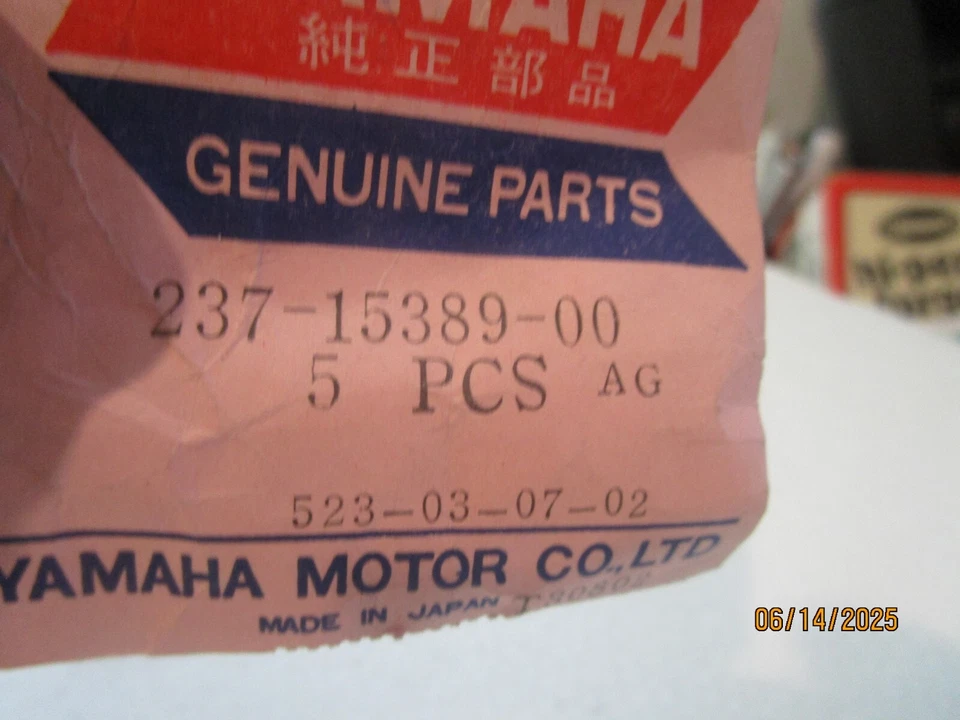 YAMAHA
純正部品
GENUINE PARTS
237-15389-00
5 PCS AG
523-03-07-02
YAMAHA MOTOR CO., LTD
MADE IN JAPAN
06/14/2025